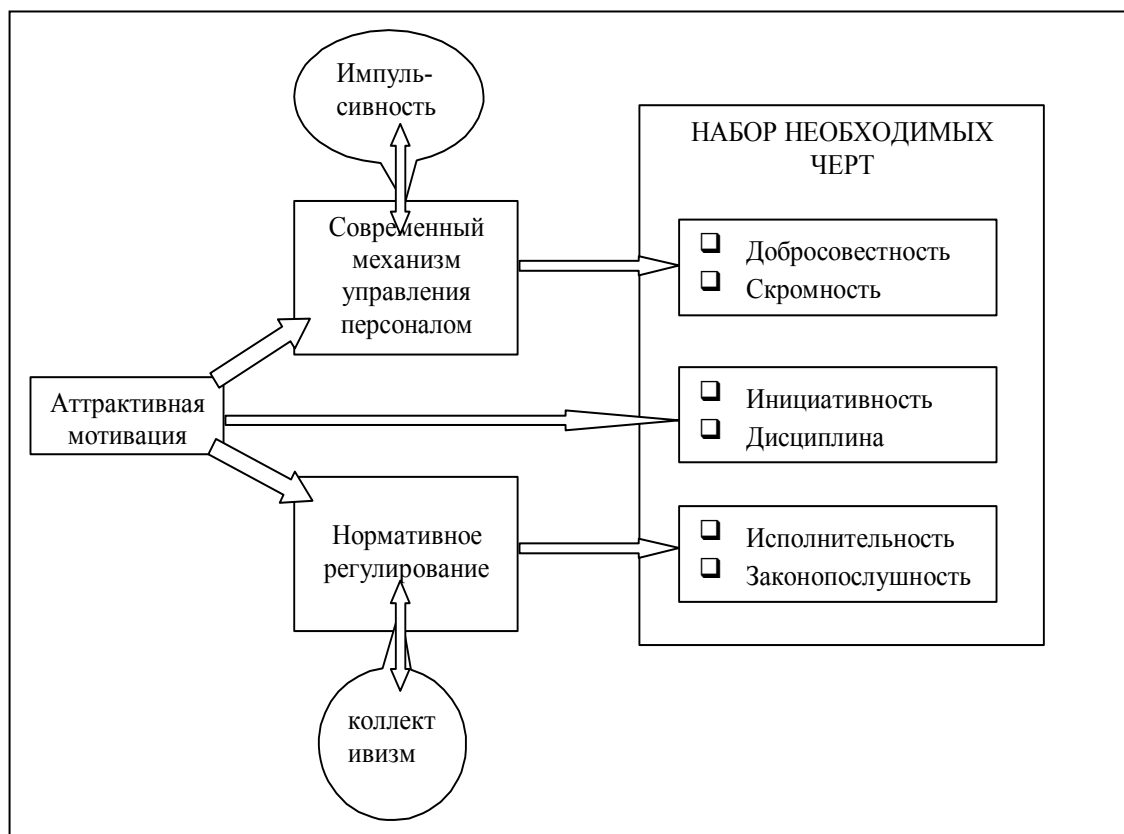 Импуль-
сивность
НАБОР НЕОБХОДИМЫХ
ЧЕРТ
Современный
механизм
управления
персоналом
Добросовестность
Скромность
Аттрактивная
мотивация
Инициативность
Дисциплина
Нормативное
регулирование
Исполнительность
Законопослушность
коллект
ивизм